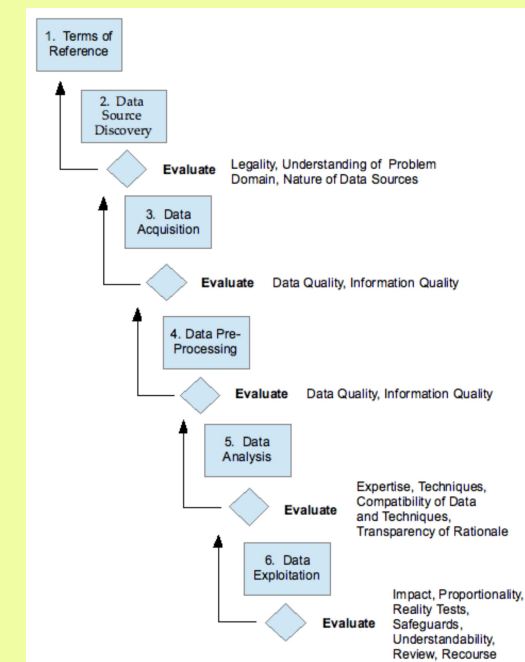 1. Terms of
Reference
2. Data
Source
Discovery
Evaluate
Legality, Understanding of Problem
Domain, Nature of Data Sources
3. Data
Acquisition
Evaluate
Data Quality, Information Quality
4. Data Pre-
Processing
Evaluate
Data Quality, Information Quality
5. Data
Analysis
Evaluate
Expertise, Techniques,
Compatibility of Data
and Techniques,
Transparency of Rationale
6. Data
Exploitation
Evaluate
Impact, Proportionality,
Reality Tests,
Safeguards,
Understandability,
Review, Recourse